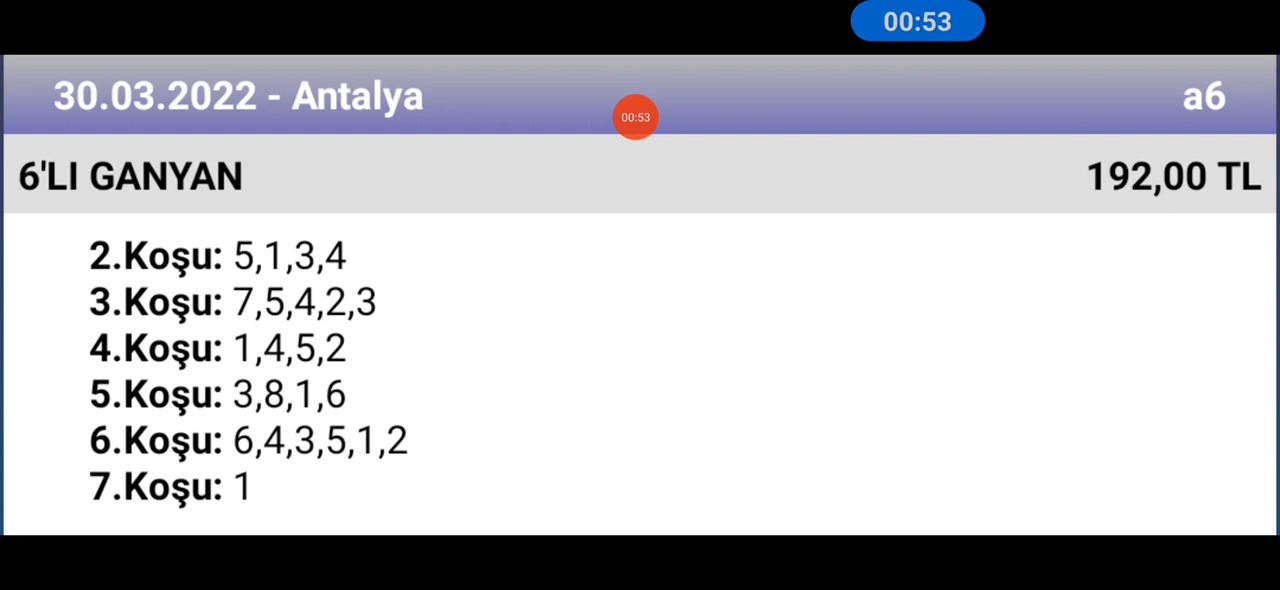 00:53
30.03.2022 - Antalya a6
00:53
6'LI GANYAN 192,00 TL
2.Koşu: 5,1,3,4
3.Koşu: 7,5,4,2,3
4.Koşu: 1,4,5,2
5.Koşu: 3,8,1,6
6.Koşu: 6,4,3,5,1,2
7.Koşu: 1